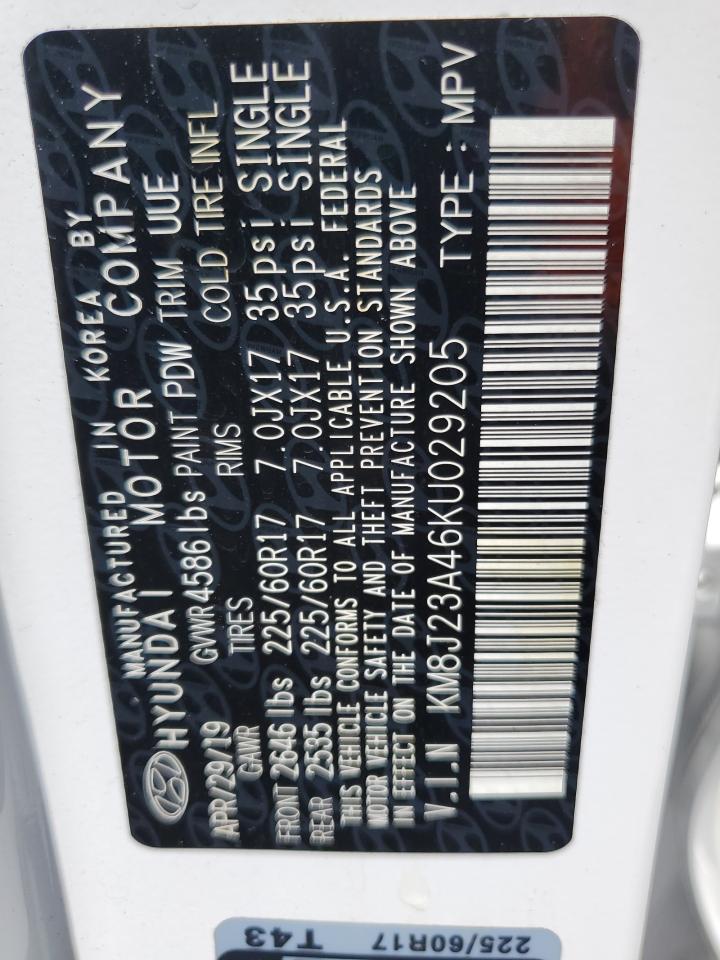 MANUFACTURED IN KOREA BY
HYUNDAI MOTOR COMPANY
APR/29/19 GVWR 4586 lbs PAINT PDW TRIM UUE
GAWR TIRES RIMS COLD TIRE INFL
FRONT 2646 lbs 225/60R17 7.0JX17 35psi SINGLE
REAR 2535 lbs 225/60R17 7.0JX17 35psi SINGLE
THIS VEHICLE CONFORMS TO ALL APPLICABLE U.S.A. FEDERAL
MOTOR VEHICLE SAFETY AND THEFT PREVENTION STANDARDS
IN EFFECT ON THE DATE OF MANUFACTURE SHOWN ABOVE
V.I.N KM8J23A46KU029205 TYPE : MPV
225/60R17 T43